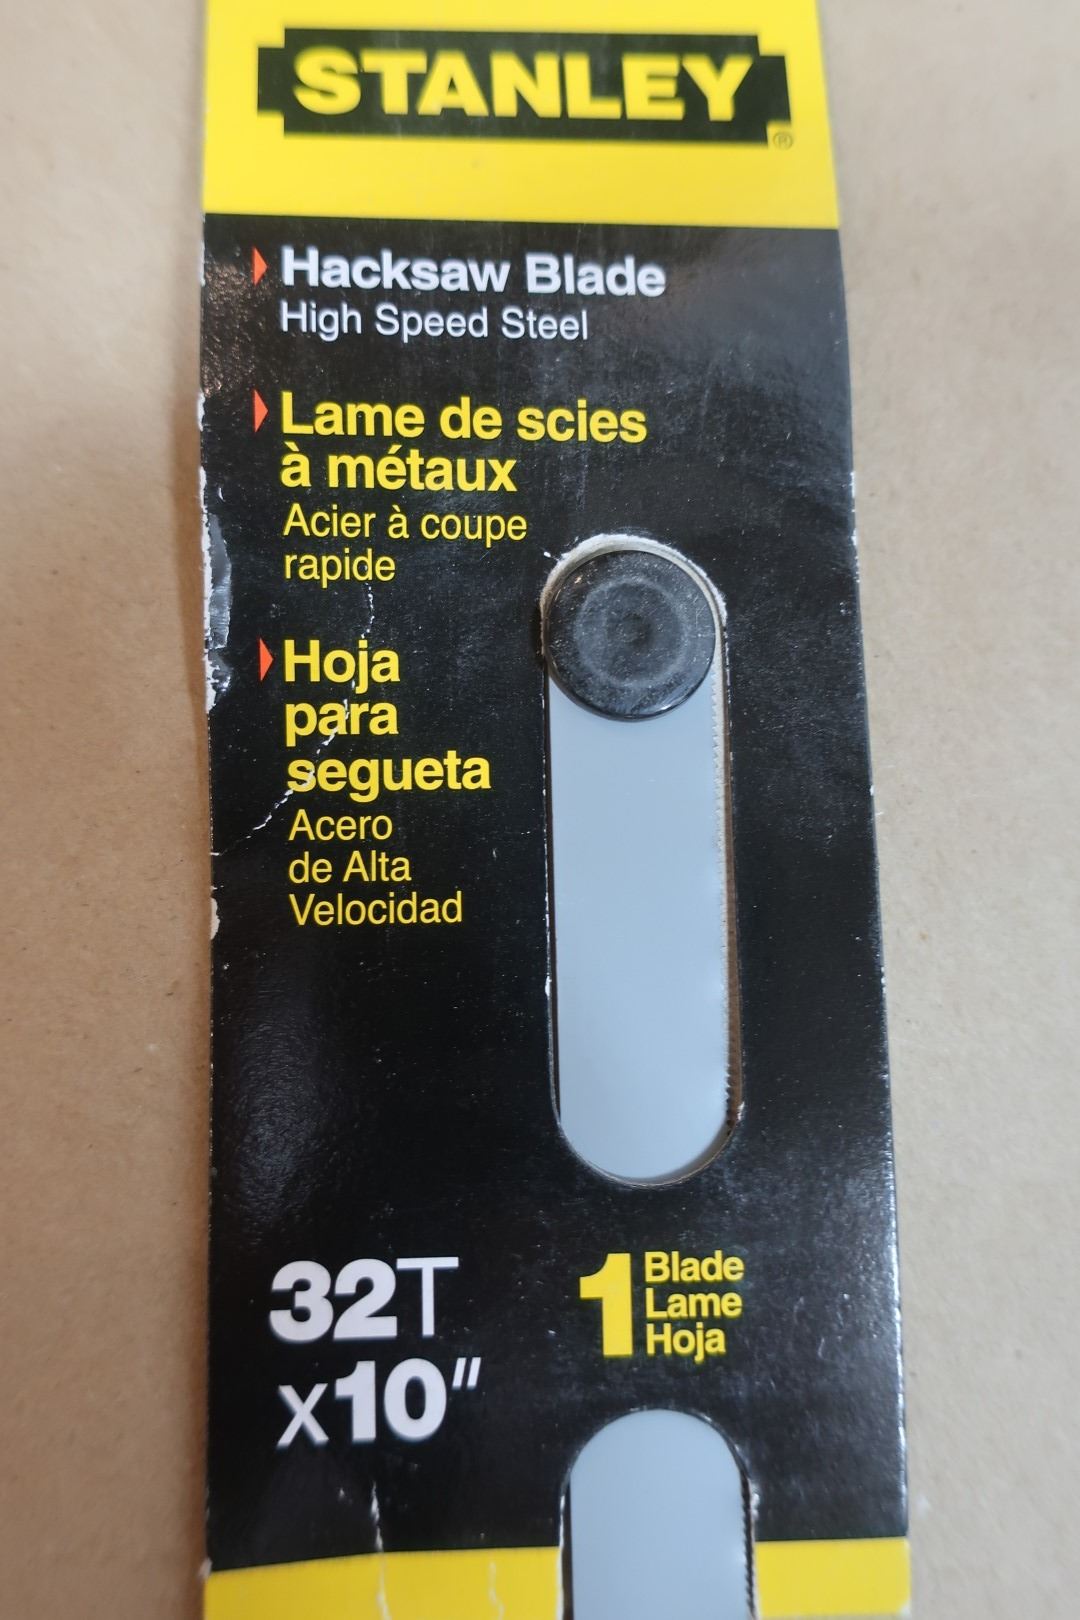 STANLEY®
Hacksaw Blade
High Speed Steel
Lame de scies
à métaux
Acier à coupe
rapide
Hoja
para
segueta
Acero
de Alta
Velocidad
32T
x10"
1 Blade
Lame
Hoja